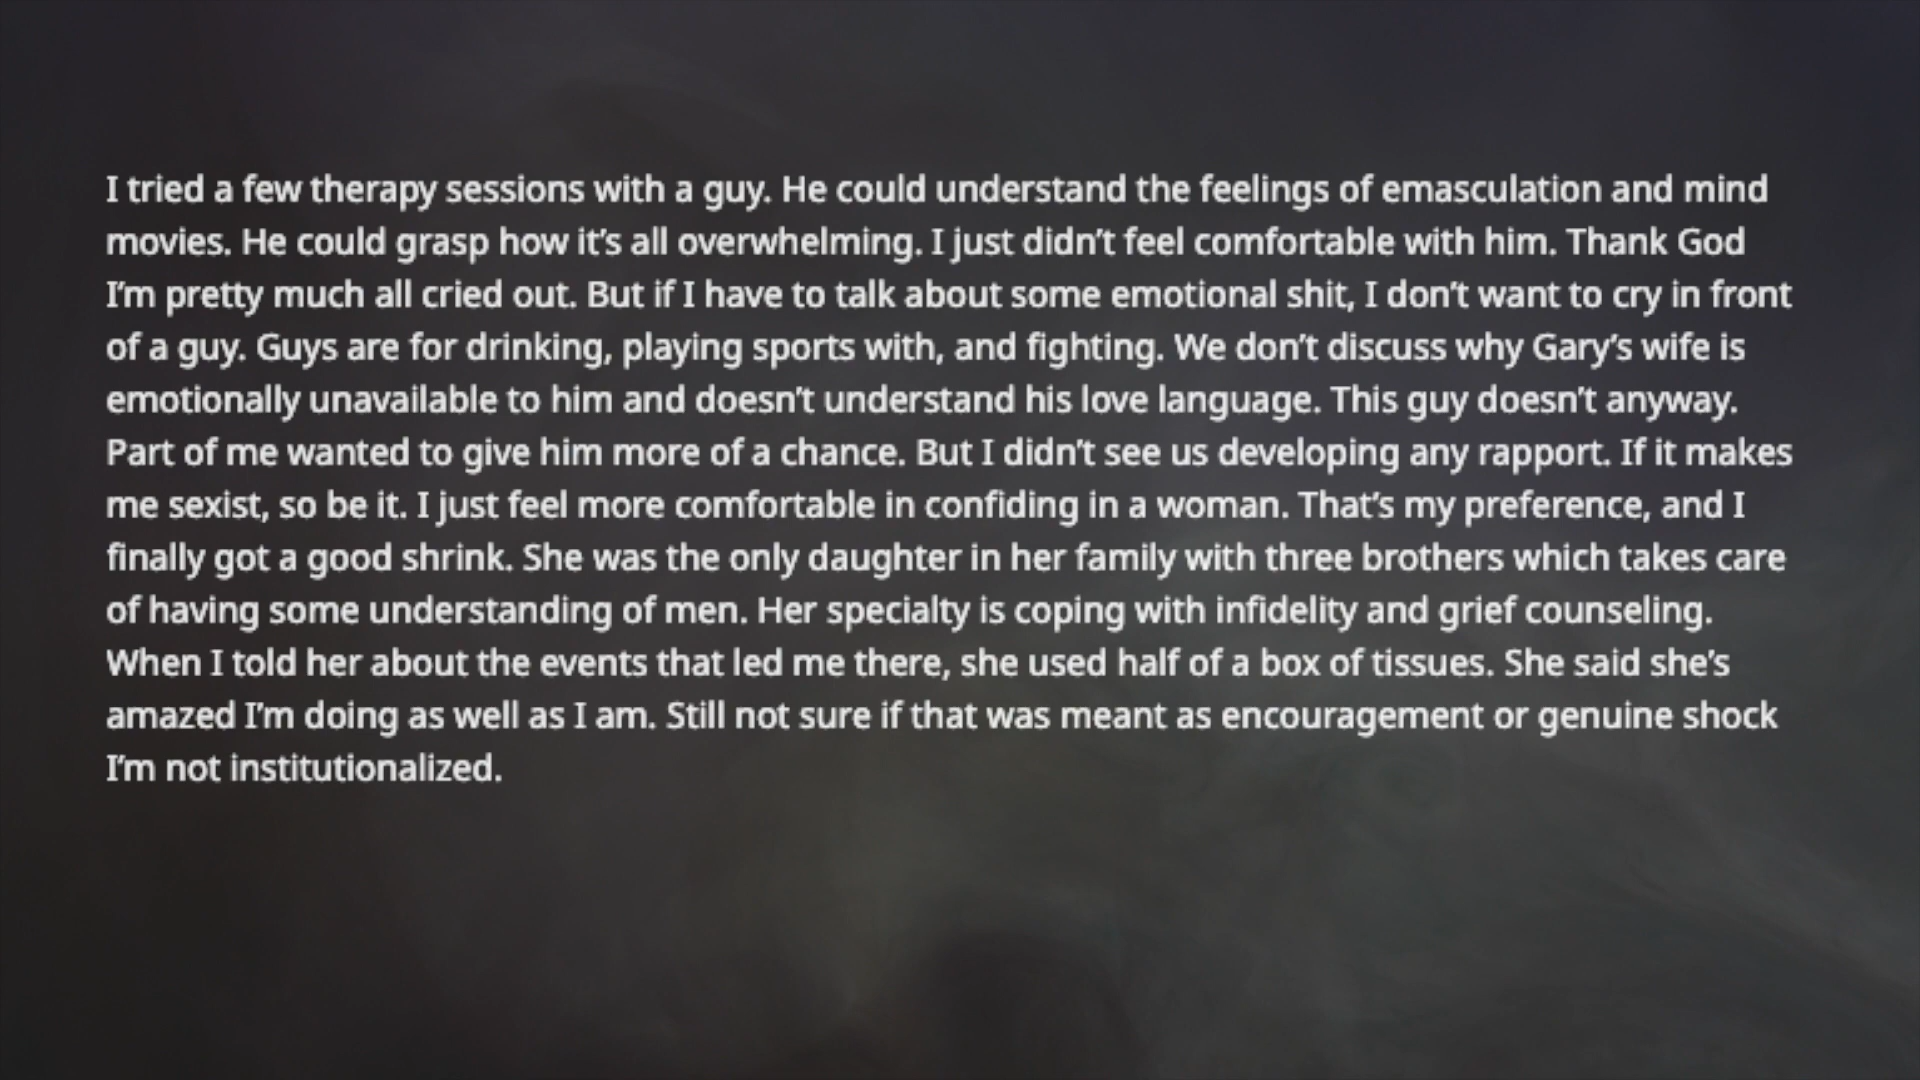 I tried a few therapy sessions with a guy. He could understand the feelings of emasculation and mind
movies. He could grasp how it’s all overwhelming. I just didn’t feel comfortable with him. Thank God
I’m pretty much all cried out. But if I have to talk about some emotional shit, I don’t want to cry in front
of a guy. Guys are for drinking, playing sports with, and fighting. We don’t discuss why Gary’s wife is
emotionally unavailable to him and doesn’t understand his love language. This guy doesn’t anyway.
Part of me wanted to give him more of a chance. But I didn’t see us developing any rapport. If it makes
me sexist, so be it. I just feel more comfortable in confiding in a woman. That’s my preference, and I
finally got a good shrink. She was the only daughter in her family with three brothers which takes care
of having some understanding of men. Her specialty is coping with infidelity and grief counseling.
When I told her about the events that led me there, she used half of a box of tissues. She said she’s
amazed I’m doing as well as I am. Still not sure if that was meant as encouragement or genuine shock
I’m not institutionalized.